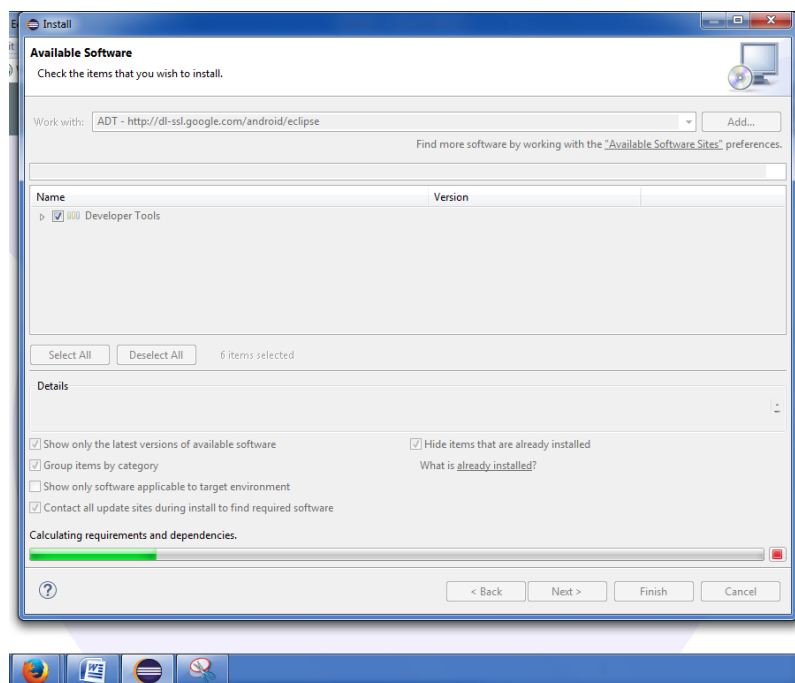 Install
Available Software
Check the items that you wish to install.
Work with: ADT - http://dl-ssl.google.com/android/eclipse Add...
Find more software by working with the "Available Software Sites" preferences.
Name Version
Developer Tools
Select All Deselect All 6 items selected
Details
Show only the latest versions of available software Hide items that are already installed
Group items by category What is already installed?
Show only software applicable to target environment
Contact all update sites during install to find required software
Calculating requirements and dependencies.
? < Back Next > Finish Cancel